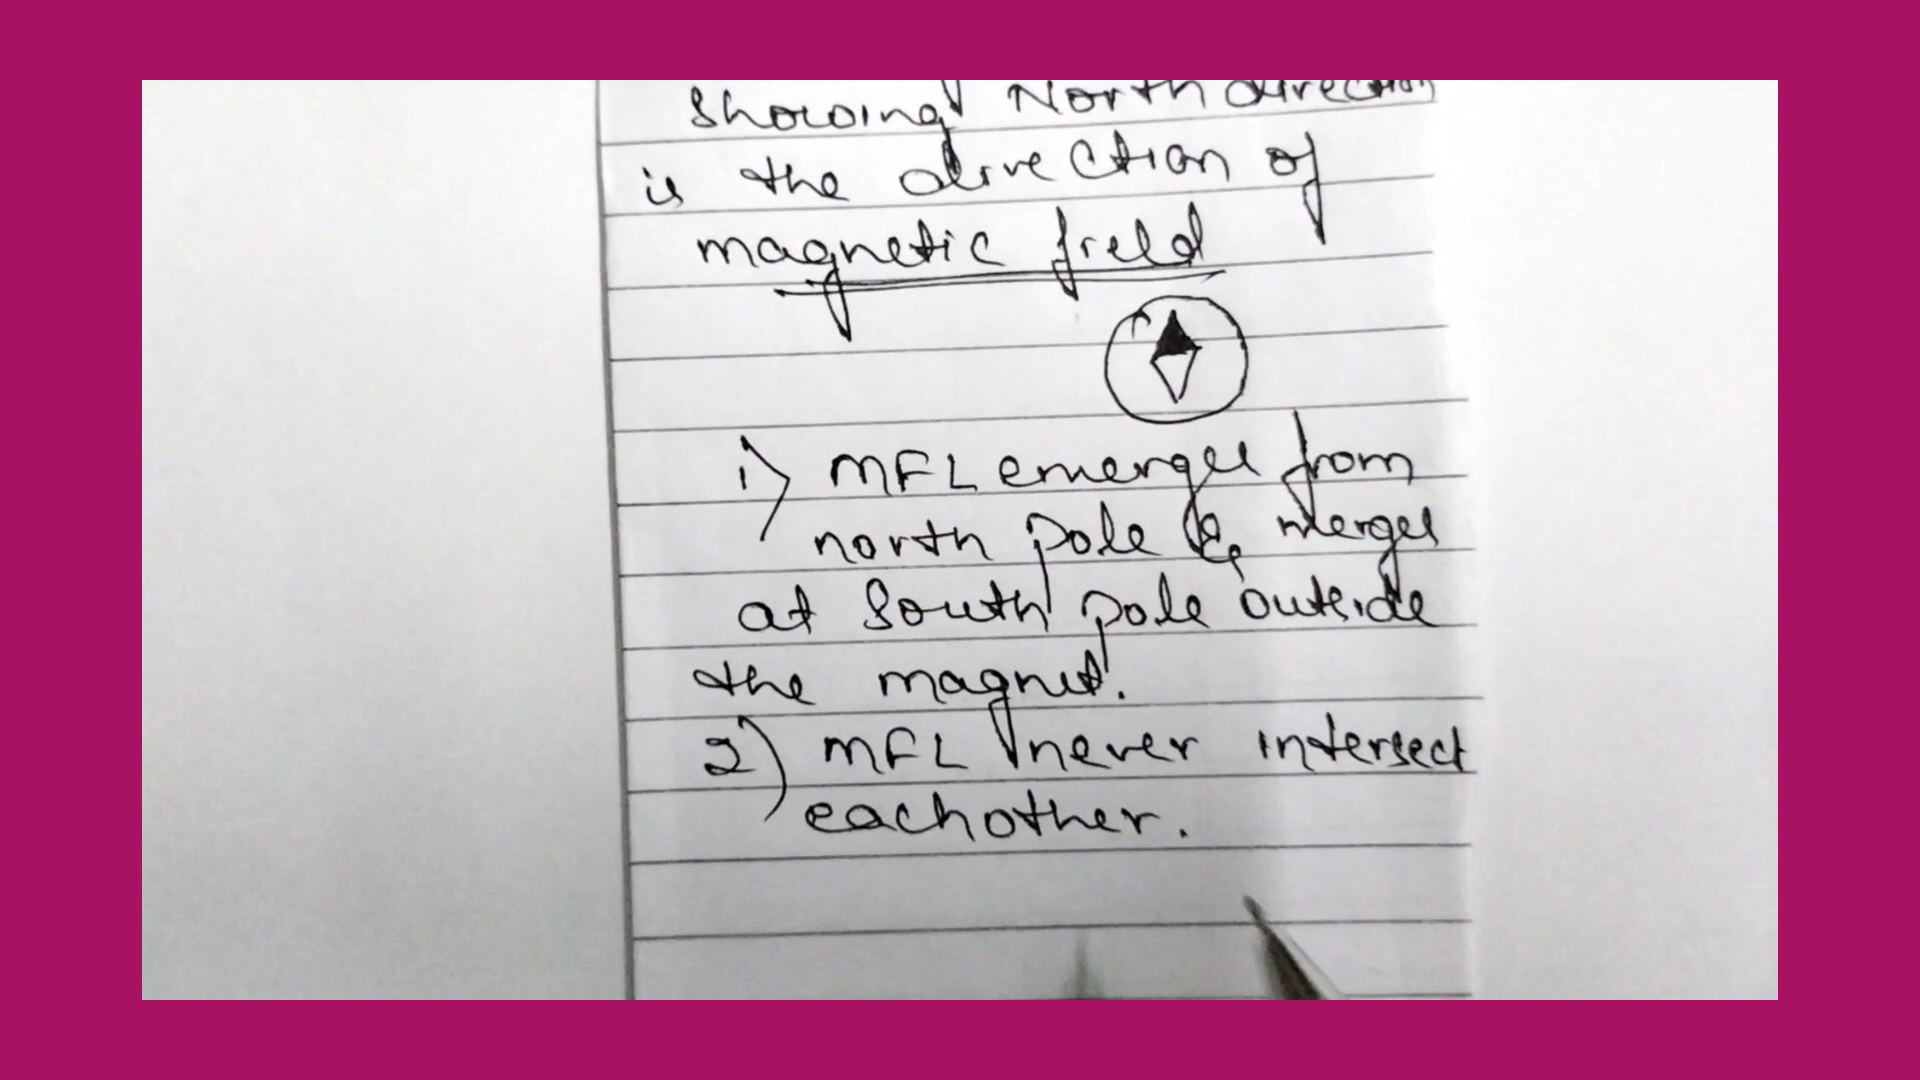 showing North direction
is the direction of
magnetic field
1) MFL emerges from
north pole & merges
at South pole outside
the magnet.
2) MFL never intersect
eachother.